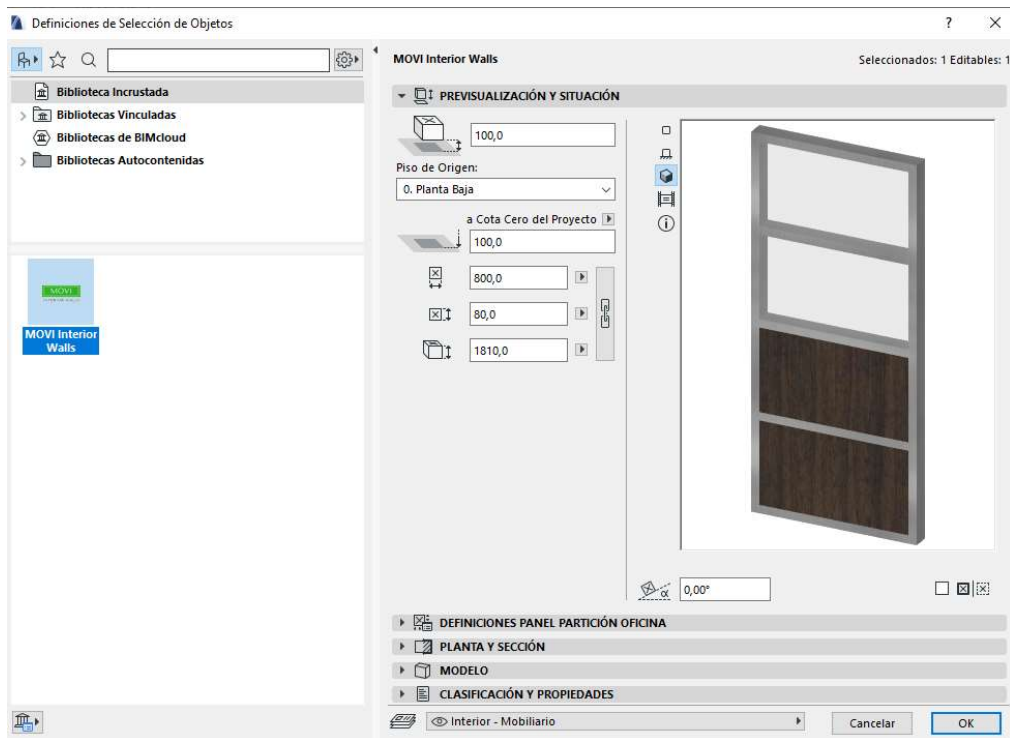 Definiciones de Selección de Objetos
? X
Biblioteca Incrustada
Bibliotecas Vinculadas
Bibliotecas de BIMcloud
Bibliotecas Autocontenidas
MOVI
MOVI Interior
Walls
MOVI Interior Walls
Seleccionados: 1 Editables: 1
PREVISUALIZACIÓN Y SITUACIÓN
100,0
Piso de Origen:
0. Planta Baja
a Cota Cero del Proyecto
100,0
800,0
80,0
1810,0
α 0,00°
DEFINICIONES PANEL PARTICIÓN OFICINA
PLANTA Y SECCIÓN
MODELO
CLASIFICACIÓN Y PROPIEDADES
Interior - Mobiliario
Cancelar
OK